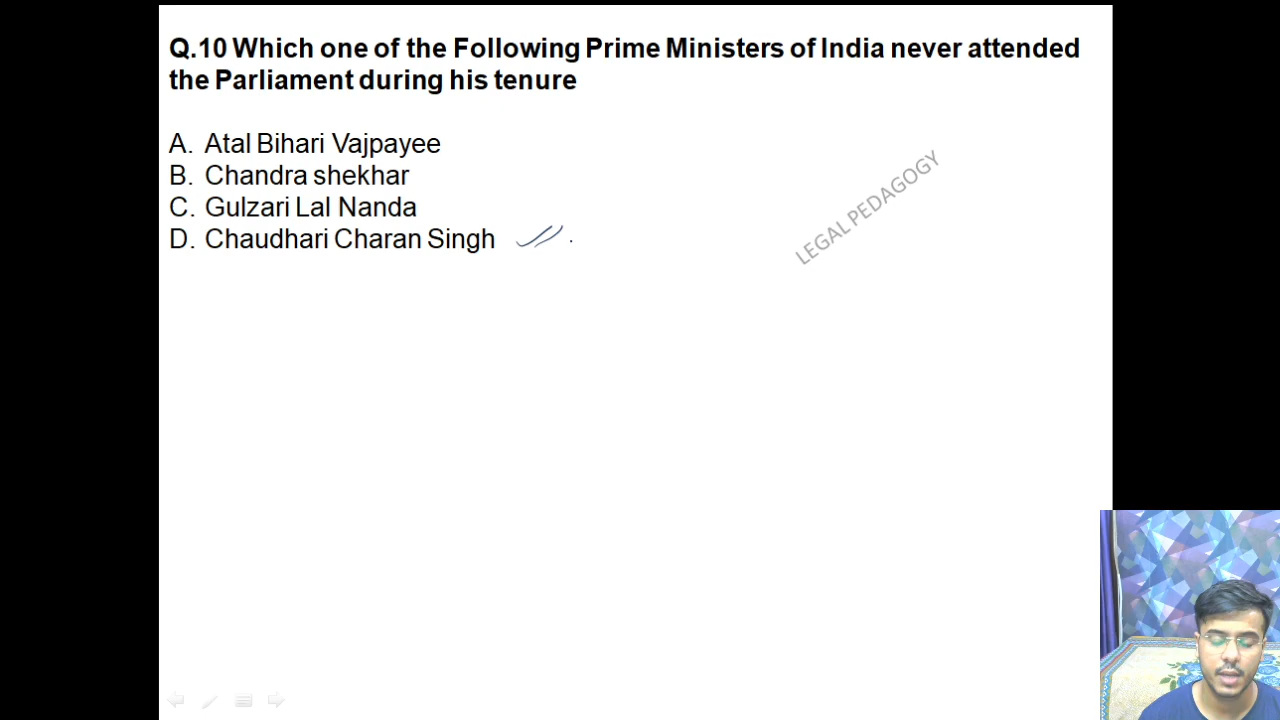 Q.10 Which one of the Following Prime Ministers of India never attended
the Parliament during his tenure
A. Atal Bihari Vajpayee
B. Chandra shekhar
C. Gulzari Lal Nanda
D. Chaudhari Charan Singh
LEGAL PEDAGOGY